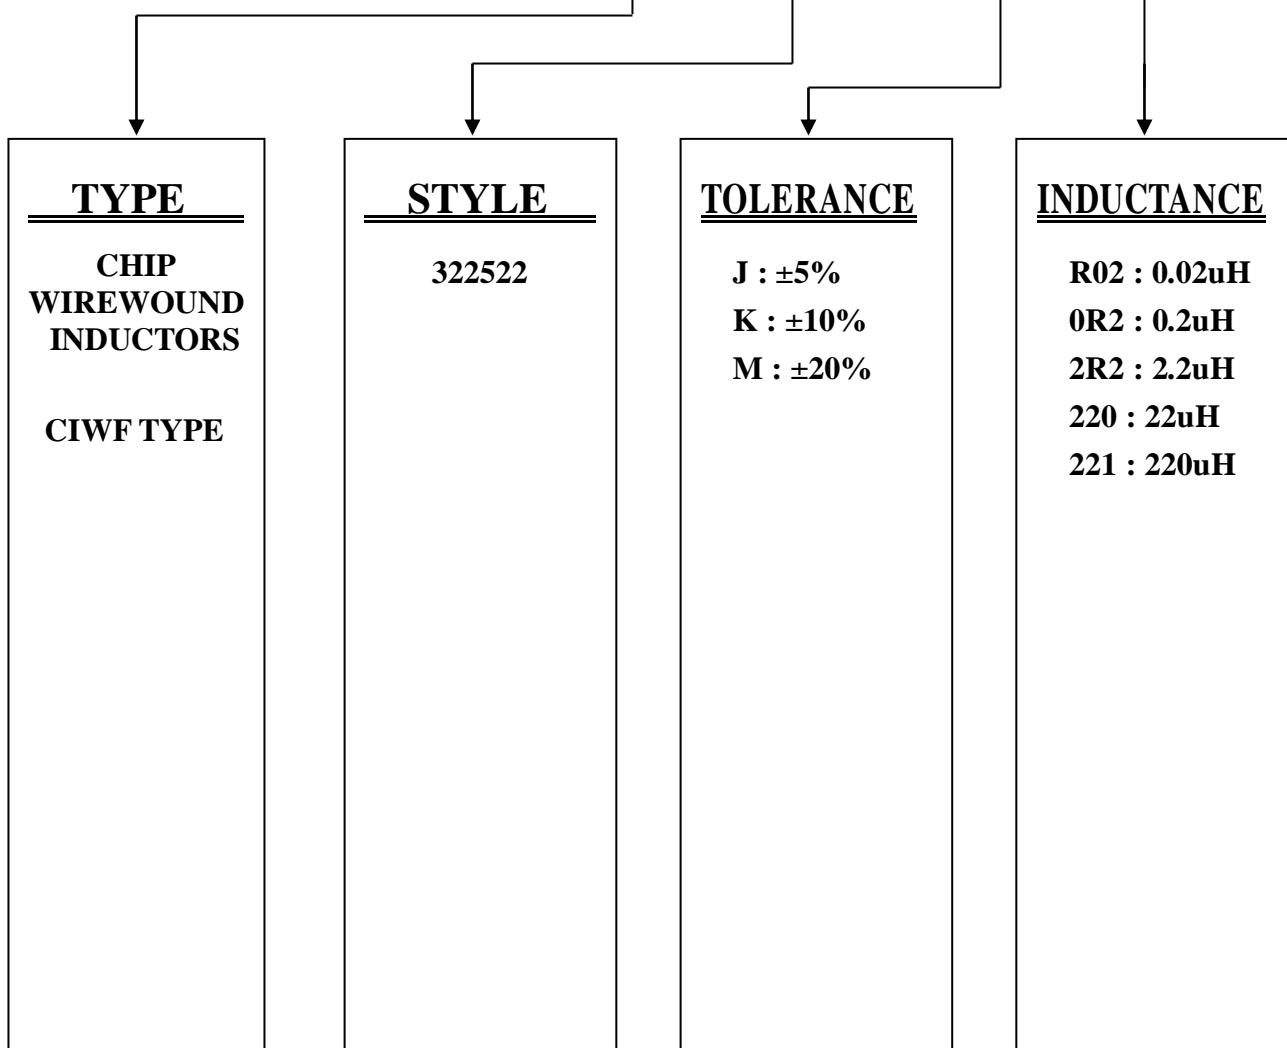 TYPE
CHIP
WIREWOUND
INDUCTORS
CIWF TYPE
STYLE
322522
TOLERANCE
J : ±5%
K : ±10%
M : ±20%
INDUCTANCE
R02 : 0.02uH
0R2 : 0.2uH
2R2 : 2.2uH
220 : 22uH
221 : 220uH